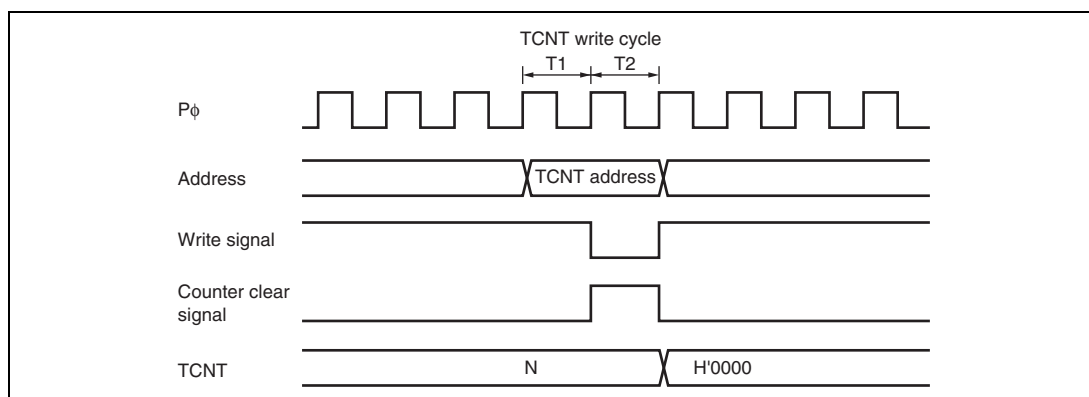 TCNT write cycle
T1 T2
Pϕ
Address
TCNT address
Write signal
Counter clear
signal
TCNT
N
H'0000